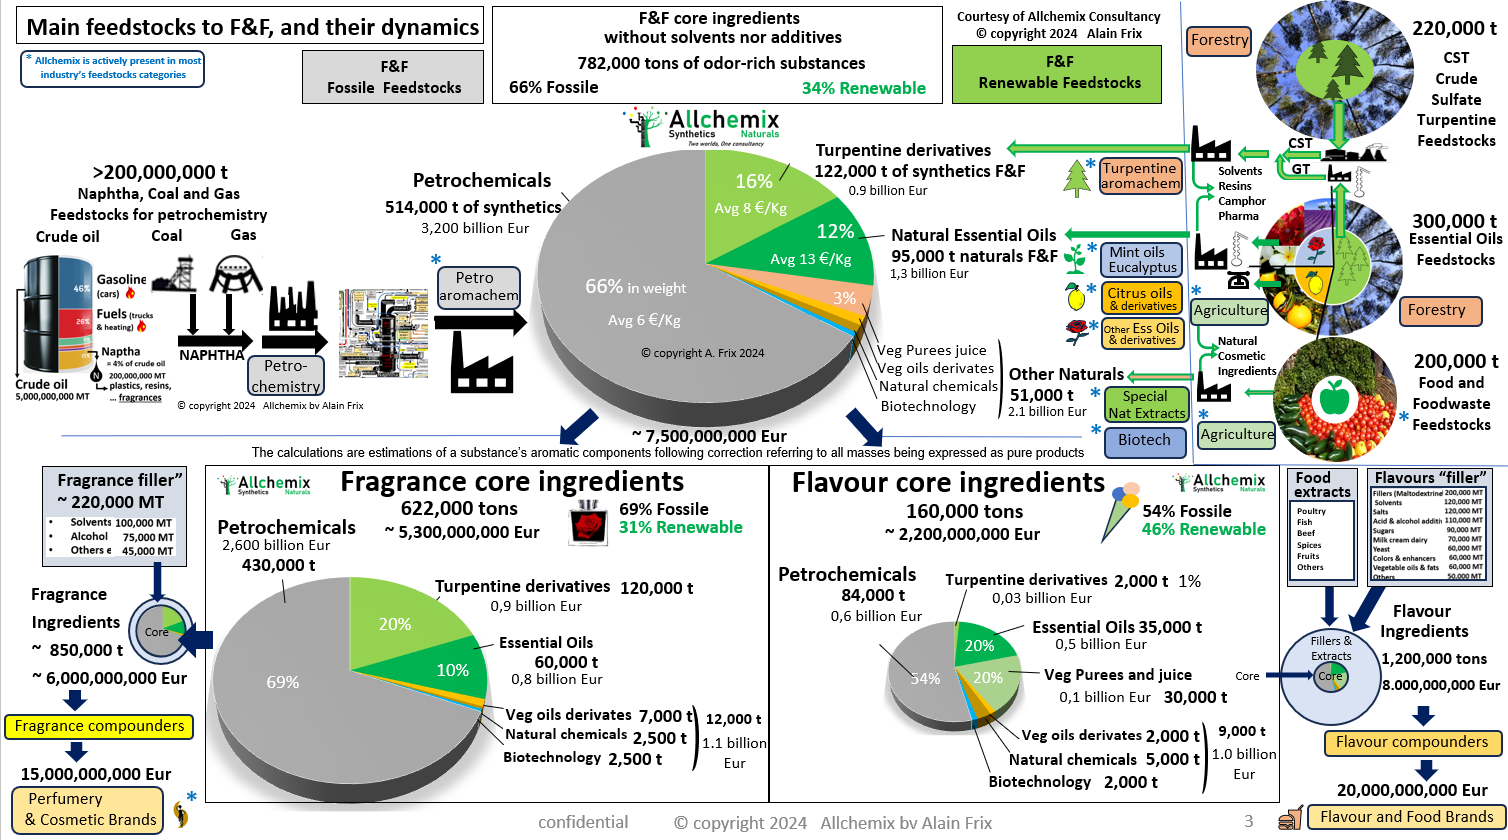 Main feedstocks to F&F, and their dynamics
* Allchemix is actively present in most
industry's feedstocks categories
F&F
Fossile Feedstocks
F&F core ingredients
without solvents nor additives
782,000 tons of odor-rich substances
66% Fossile
34% Renewable
Courtesy of Allchemix Consultancy
© copyright 2024 Alain Frix
F&F
Renewable Feedstocks
Forestry
220,000 t
CST
Crude
Sulfate
Turpentine
Feedstocks
Allchemix
Synthetics Naturals
Two worlds, One consultancy
>200,000,000 t
Naphtha, Coal and Gas
Feedstocks for petrochemistry
Crude oil
Coal
Gas
46%
26%
Gasoline
(cars)
Fuels (trucks
& heating)
Naptha
= 4% of crude oil
200,000,000 MT
N
plastics, resins,
... fragrances
Crude oil
5,000,000,000 MT
NAPHTHA
Petro-
chemistry
© copyright 2024 Allchemix bv Alain Frix
Petrochemicals
514,000 t of synthetics
3,200 billion Eur
*
Petro
aromachem
66% in weight
Avg 6 €/Kg
© copyright A. Frix 2024
16%
Avg 8 €/Kg
12%
Avg 13 €/Kg
3%
~ 7,500,000,000 Eur
Turpentine derivatives
122,000 t of synthetics F&F
0.9 billion Eur
*
Turpentine
aromachem
Natural Essential Oils
95,000 t naturals F&F
1,3 billion Eur
*
Mint oils
Eucalyptus
*
Citrus oils
& derivatives
*
Other Ess Oils
& derivatives
Veg Purees juice
Veg oils derivates
Natural chemicals
Biotechnology
Other Naturals
51,000 t
2.1 billion Eur
*
Special
Nat Extracts
*
Biotech
CST
GT
Solvents
Resins
Camphor
Pharma
300,000 t
Essential Oils
Feedstocks
*
Agriculture
Forestry
Natural
Cosmetic
Ingredients
200,000 t
Food and
Foodwaste
* Feedstocks
*
Agriculture
The calculations are estimations of a substance's aromatic components following correction referring to all masses being expressed as pure products
Fragrance filler”
~ 220,000 MT
• Solvents 100,000 MT
• Alcohol 75,000 MT
• Others e 45,000 MT
Fragrance
Ingredients
~ 850,000 t
~ 6,000,000,000 Eur
Core
Fragrance compounders
15,000,000,000 Eur
Perfumery
& Cosmetic Brands
*
Allchemix
Synthetics Naturals
Fragrance core ingredients
622,000 tons
~ 5,300,000,000 Eur
69% Fossile
31% Renewable
Petrochemicals
2,600 billion Eur
430,000 t
69%
20%
10%
Turpentine derivatives 120,000 t
0,9 billion Eur
Essential Oils
60,000 t
0,8 billion Eur
Veg oils derivates 7,000 t
Natural chemicals 2,500 t
Biotechnology 2,500 t
12,000 t
1.1 billion
Eur
Flavour core ingredients
160,000 tons
~ 2,200,000,000 Eur
Allchemix
Synthetics Naturals
54% Fossile
46% Renewable
Petrochemicals
84,000 t
0,6 billion Eur
54%
20%
20%
Turpentine derivatives 2,000 t 1%
0,03 billion Eur
Essential Oils 35,000 t
0,5 billion Eur
Veg Purees and juice
0,1 billion Eur 30,000 t
Veg oils derivates 2,000 t
Natural chemicals 5,000 t
Biotechnology 2,000 t
9,000 t
1.0 billion
Eur
Food
extracts
Poultry
Fish
Beef
Spices
Fruits
Others
Flavours “filler”
Fillers (Maltodextrine 200,000 MT
Solvents 120,000 MT
Salts 120,000 MT
Acid & alcohol additiv 110,000 MT
Sugars 90,000 MT
Milk cream dairy 70,000 MT
Yeast 60,000 MT
Colors & enhancers 60,000 MT
Vegetable oils & fats 60,000 MT
Others 50,000 MT
Fillers &
Extracts
Core
Core
Flavour
Ingredients
1,200,000 tons
8.000,000,000 Eur
Flavour compounders
20,000,000,000 Eur
Flavour and Food Brands
confidential
© copyright 2024 Allchemix bv Alain Frix
3